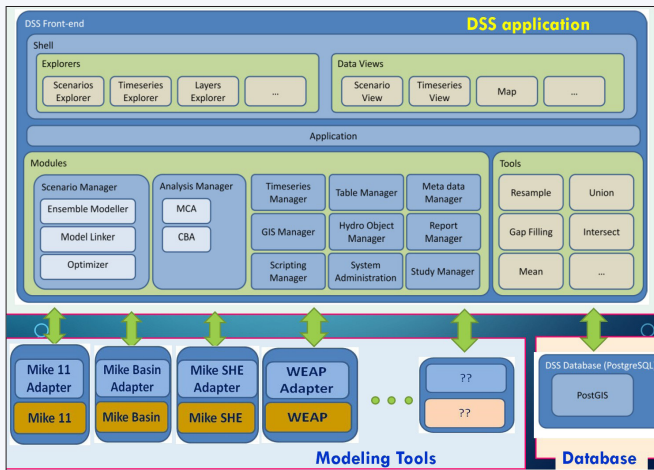 DSS Front-end
DSS application
Shell
Explorers
Scenarios
Explorer
Timeseries
Explorer
Layers
Explorer
...
Data Views
Scenario
View
Timeseries
View
Map
...
Application
Modules
Scenario Manager
Ensemble Modeller
Model Linker
Optimizer
Analysis Manager
MCA
CBA
Timeseries
Manager
Table Manager
Meta data
Manager
GIS Manager
Hydro Object
Manager
Report
Manager
Scripting
Manager
System
Administration
Study Manager
Tools
Resample
Union
Gap Filling
Intersect
Mean
...
Mike 11
Adapter
Mike 11
Mike Basin
Adapter
Mike Basin
Mike SHE
Adapter
Mike SHE
WEAP
Adapter
WEAP
??
??
Modeling Tools
DSS Database (PostgreSQL
PostGIS
Database